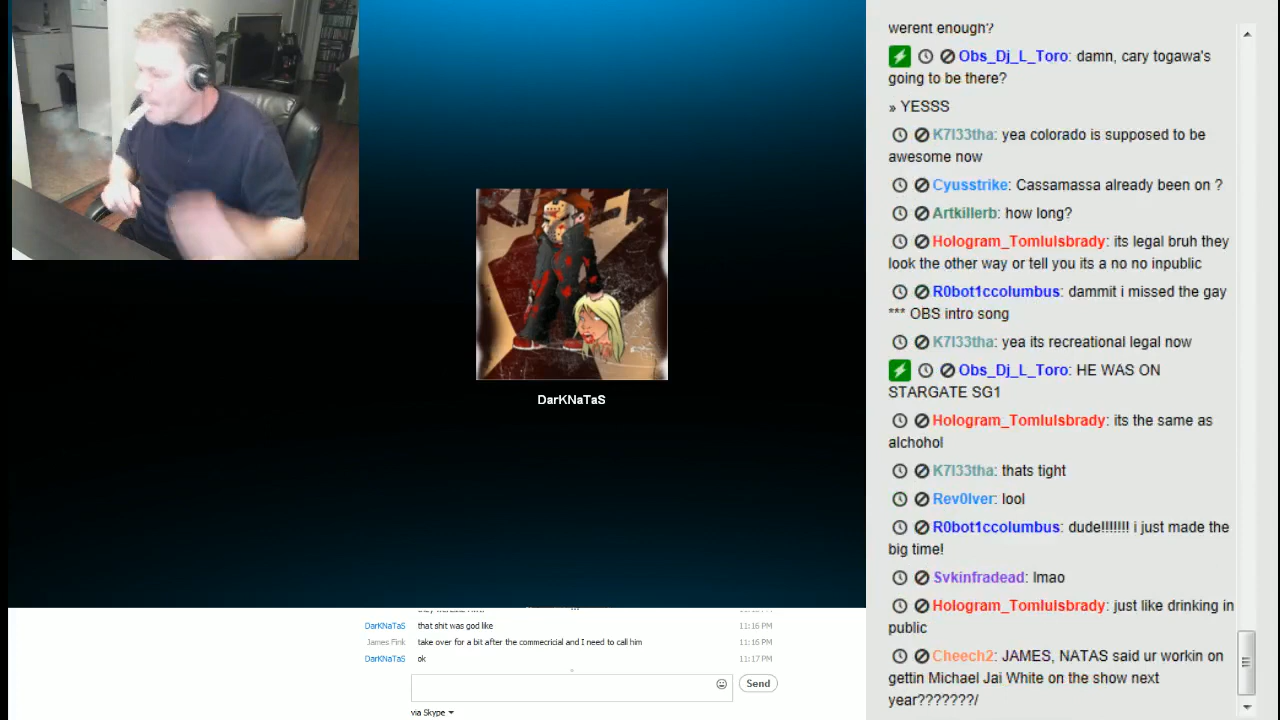 werent enough?
Obs_Dj_L_Toro: damn, cary togawa's
going to be there?
» YESSS
K7l33tha: yea colorado is supposed to be
awesome now
Cyusstrike: Cassamassa already been on ?
Artkillerb: how long?
Hologram_Tomlulsbrady: its legal bruh they
look the other way or tell you its a no no inpublic
R0bot1ccolumbus: dammit i missed the gay
*** OBS intro song
K7l33tha: yea its recreational legal now
Obs_Dj_L_Toro: HE WAS ON
STARGATE SG1
Hologram_Tomlulsbrady: its the same as
alchohol
K7l33tha: thats tight
Rev0lver: lool
R0bot1ccolumbus: dude!!!!!!! i just made the
big time!
Svkinfradead: lmao
Hologram_Tomlulsbrady: just like drinking in
public
Cheech2: JAMES, NATAS said ur workin on
gettin Michael Jai White on the show next
year???????/
DarKNaTaS
DarKNaTaS that shit was god like 11:16 PM
James Fink take over for a bit after the commecricial and I need to call him 11:16 PM
DarKNaTaS ok 11:17 PM
Send
via Skype